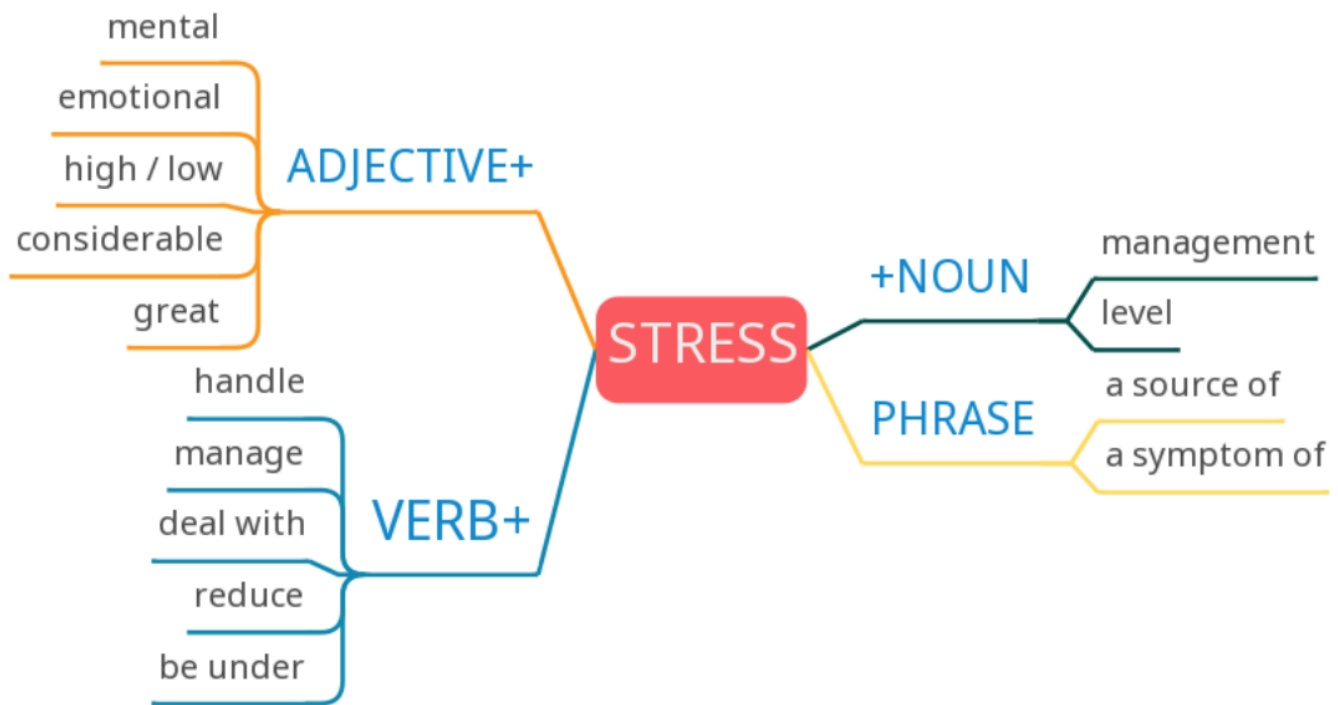 mental
emotional
high / low
considerable
great
ADJECTIVE+
handle
manage
deal with
reduce
be under
VERB+
STRESS
+NOUN
management
level
PHRASE
a source of
a symptom of